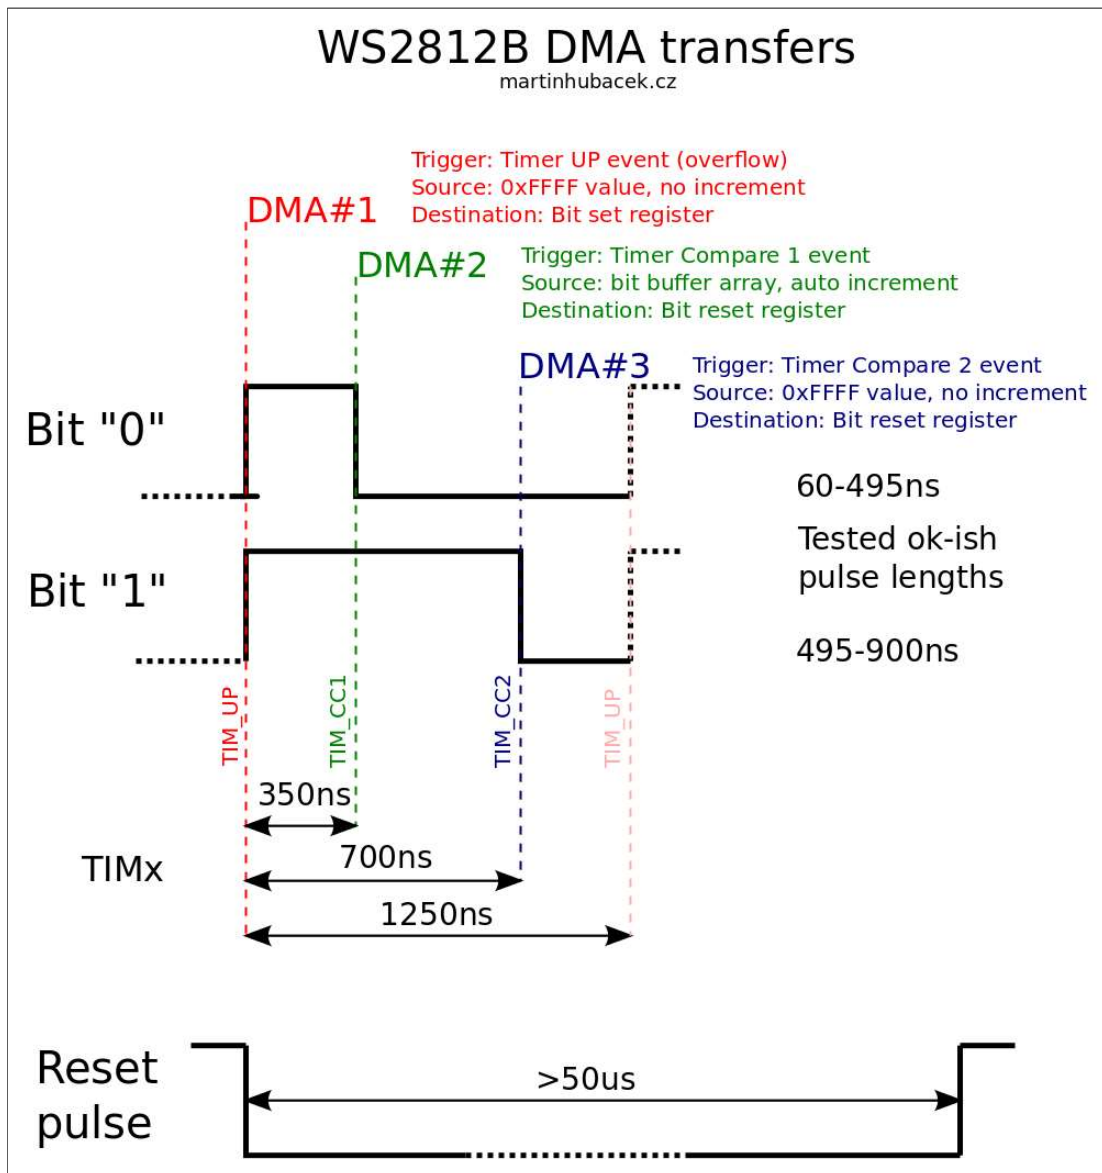 WS2812B DMA transfers
martinhubacek.cz
Trigger: Timer UP event (overflow)
Source: 0xFFFF value, no increment
Destination: Bit set register
DMA#1
Trigger: Timer Compare 1 event
Source: bit buffer array, auto increment
Destination: Bit reset register
DMA#2
DMA#3
Trigger: Timer Compare 2 event
Source: 0xFFFF value, no increment
Destination: Bit reset register
Bit "0"
60-495ns
Tested ok-ish
pulse lengths
Bit "1"
495-900ns
TIM_UP
TIM_CC1
TIM_CC2
TIM_UP
350ns
TIMx
700ns
1250ns
Reset
pulse
>50us